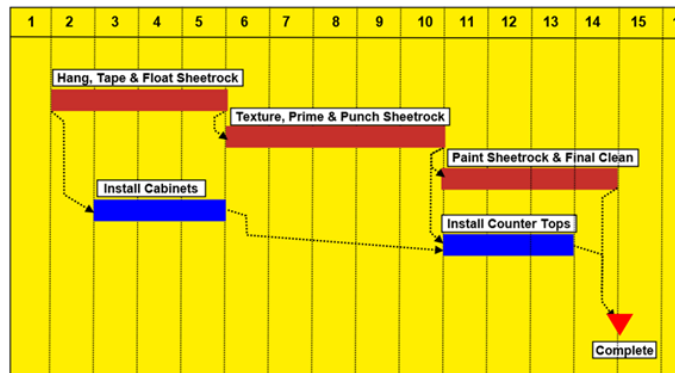 1 2 3 4 5 6 7 8 9 10 11 12 13 14 15 1
Hang, Tape & Float Sheetrock
Texture, Prime & Punch Sheetrock
Paint Sheetrock & Final Clean
Install Cabinets
Install Counter Tops
Complete